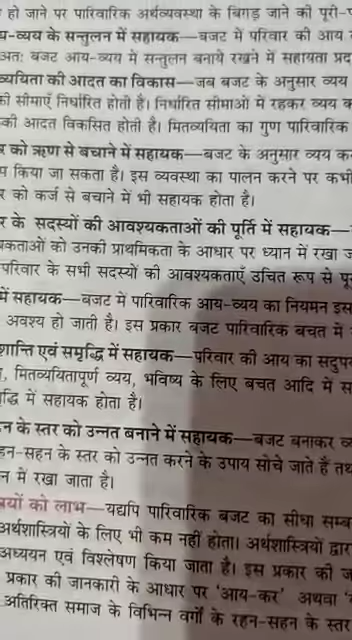 हो जाने पर पारिवारिक अर्थव्यवस्था के बिगड़ जाने की पूरी-
य-व्यय के सन्तुलन में सहायक—बजट में परिवार की आय
अतः बजट आय-व्यय में सन्तुलन बनाये रखने में सहायता प्रद
व्ययिता की आदत का विकास—जब बजट के अनुसार व्यय
की सीमाएँ निर्धारित होती है। निर्धारित सीमाओं में रहकर व्यय क
की आदत विकसित होती है। मितव्ययिता का गुण पारिवारिक
र को ऋण से बचाने में सहायक—बजट के अनुसार व्यय कर
प किया जा सकता है। इस व्यवस्था का पालन करने पर कभी
र को कर्ज से बचाने में भी सहायक होता है।
र के सदस्यों की आवश्यकताओं की पूर्ति में सहायक—
यकताओं को उनकी प्राथमिकता के आधार पर ध्यान में रखा ज
परिवार के सभी सदस्यों की आवश्यकताएँ उचित रूप से पू
में सहायक—बजट में पारिवारिक आय-व्यय का नियमन इस
अवश्य हो जाती है। इस प्रकार बजट पारिवारिक बचत में
शान्ति एवं समृद्धि में सहायक—परिवार की आय का सदुप
, मितव्ययितापूर्ण व्यय, भविष्य के लिए बचत आदि में स
द्धि में सहायक होता है।
न के स्तर को उन्नत बनाने में सहायक—बजट बनाकर व्य
हन-सहन के स्तर को उन्नत करने के उपाय सोचे जाते हैं तथ
न में रखा जाता है।
त्रयों को लाभ—यद्यपि पारिवारिक बजट का सीधा सम्ब
अर्थशास्त्रियों के लिए भी कम नहीं होता। अर्थशास्त्रियों द्वार
अध्ययन एवं विश्लेषण किया जाता है। इस प्रकार की ज
प्रकार की जानकारी के आधार पर 'आय-कर' अथवा
अतिरिक्त समाज के विभिन्न वर्गों के रहन-सहन के स्तर